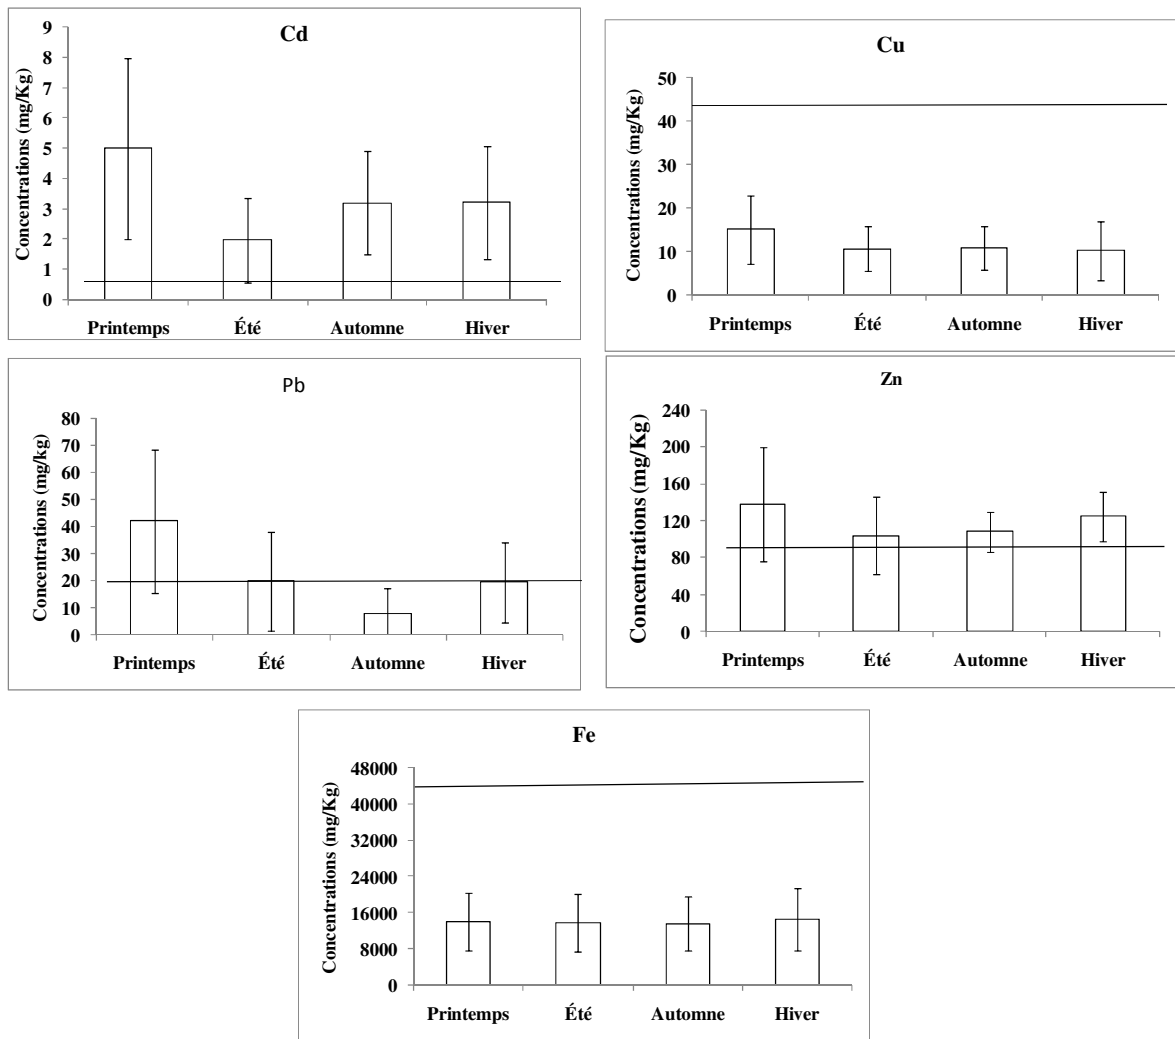 Cd
Concentrations (mg/Kg)
9
8
7
6
5
4
3
2
1
0
Printemps Été Automne Hiver
Cu
Concentrations (mg/Kg)
50
40
30
20
10
0
Printemps Été Automne Hiver
Pb
Concentrations (mg/kg)
80
70
60
50
40
30
20
10
0
Printemps Été Automne Hiver
Zn
Concentrations (mg/Kg)
240
200
160
120
80
40
0
Printemps Été Automne Hiver
Fe
Concentrations (mg/Kg)
48000
40000
32000
24000
16000
8000
0
Printemps Été Automne Hiver